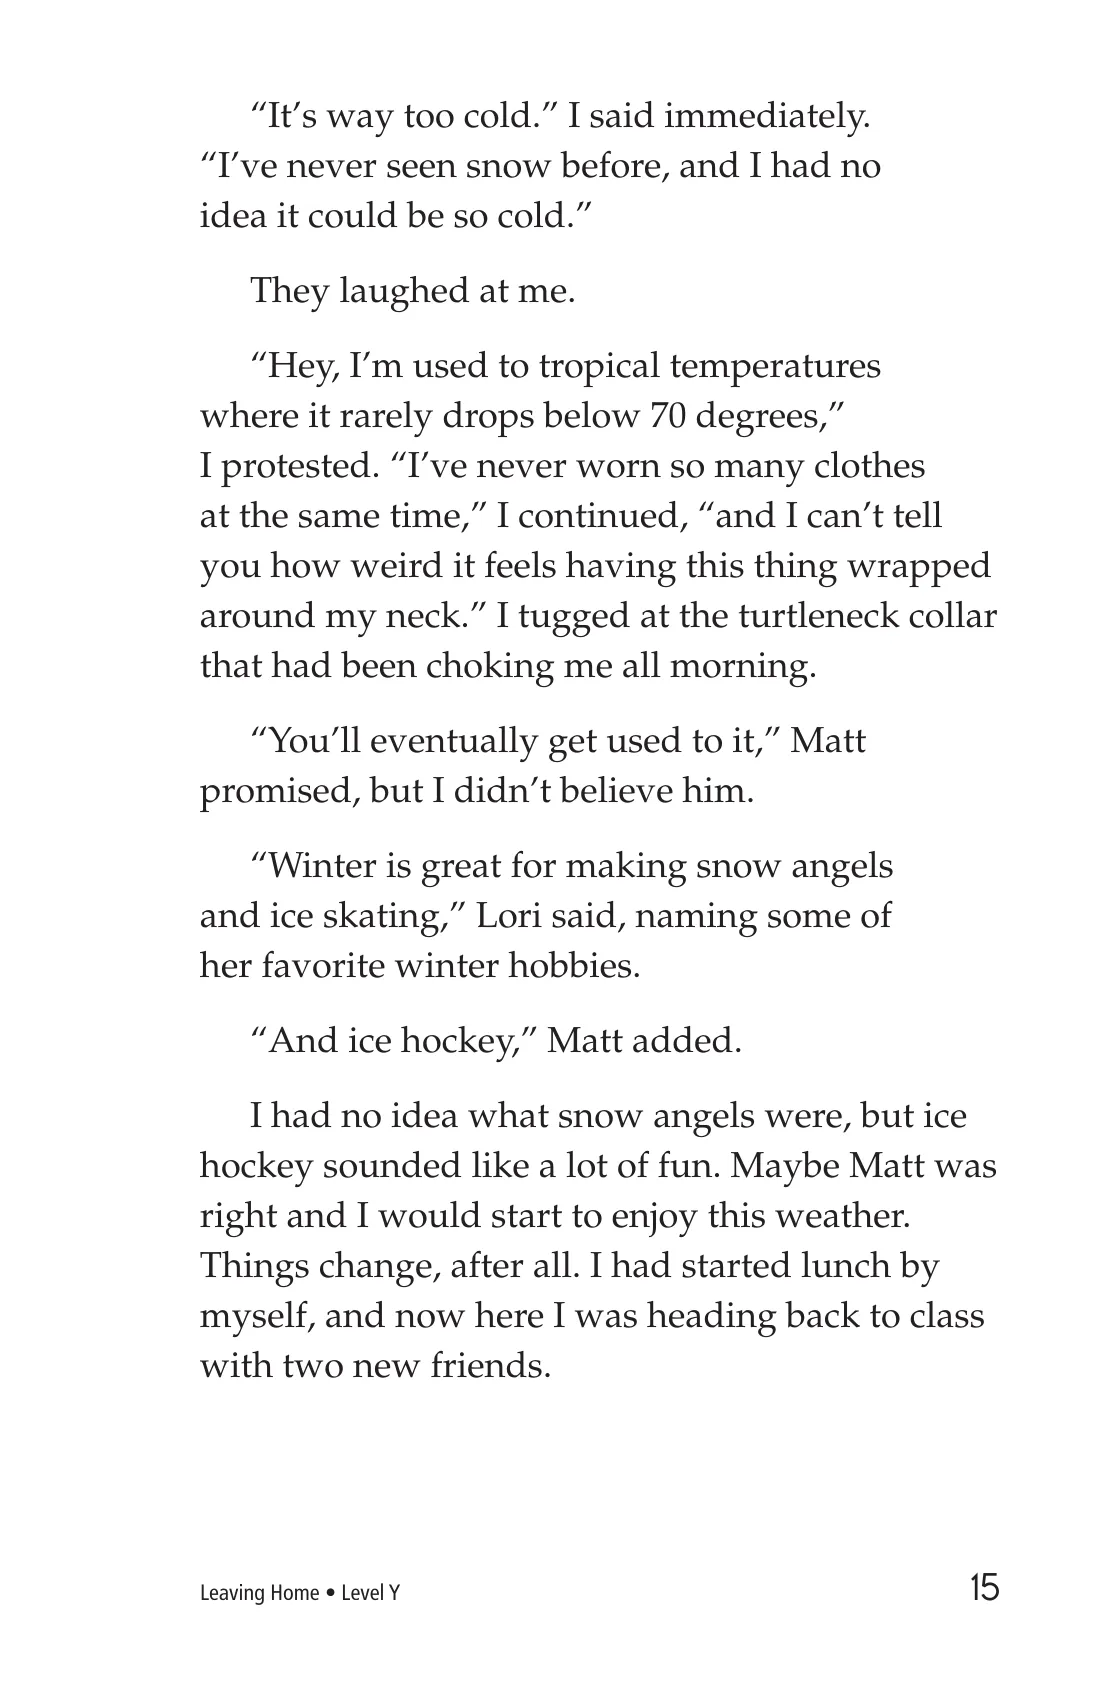 “It’s way too cold.” I said immediately.
“I’ve never seen snow before, and I had no
idea it could be so cold.”
They laughed at me.
“Hey, I’m used to tropical temperatures
where it rarely drops below 70 degrees,”
I protested. “I’ve never worn so many clothes
at the same time,” I continued, “and I can’t tell
you how weird it feels having this thing wrapped
around my neck.” I tugged at the turtleneck collar
that had been choking me all morning.
“You’ll eventually get used to it,” Matt
promised, but I didn’t believe him.
“Winter is great for making snow angels
and ice skating,” Lori said, naming some of
her favorite winter hobbies.
“And ice hockey,” Matt added.
I had no idea what snow angels were, but ice
hockey sounded like a lot of fun. Maybe Matt was
right and I would start to enjoy this weather.
Things change, after all. I had started lunch by
myself, and now here I was heading back to class
with two new friends.
Leaving Home • Level Y 15